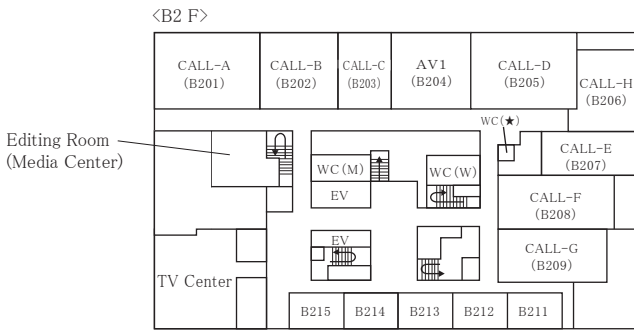 <B2 F>
CALL-A
(B201)
CALL-B
(B202)
CALL-C
(B203)
AV1
(B204)
CALL-D
(B205)
CALL-H
(B206)
WC(★)
Editing Room
(Media Center)
CALL-E
(B207)
WC(M)
WC(W)
EV
CALL-F
(B208)
EV
CALL-G
(B209)
TV Center
B215
B214
B213
B212
B211